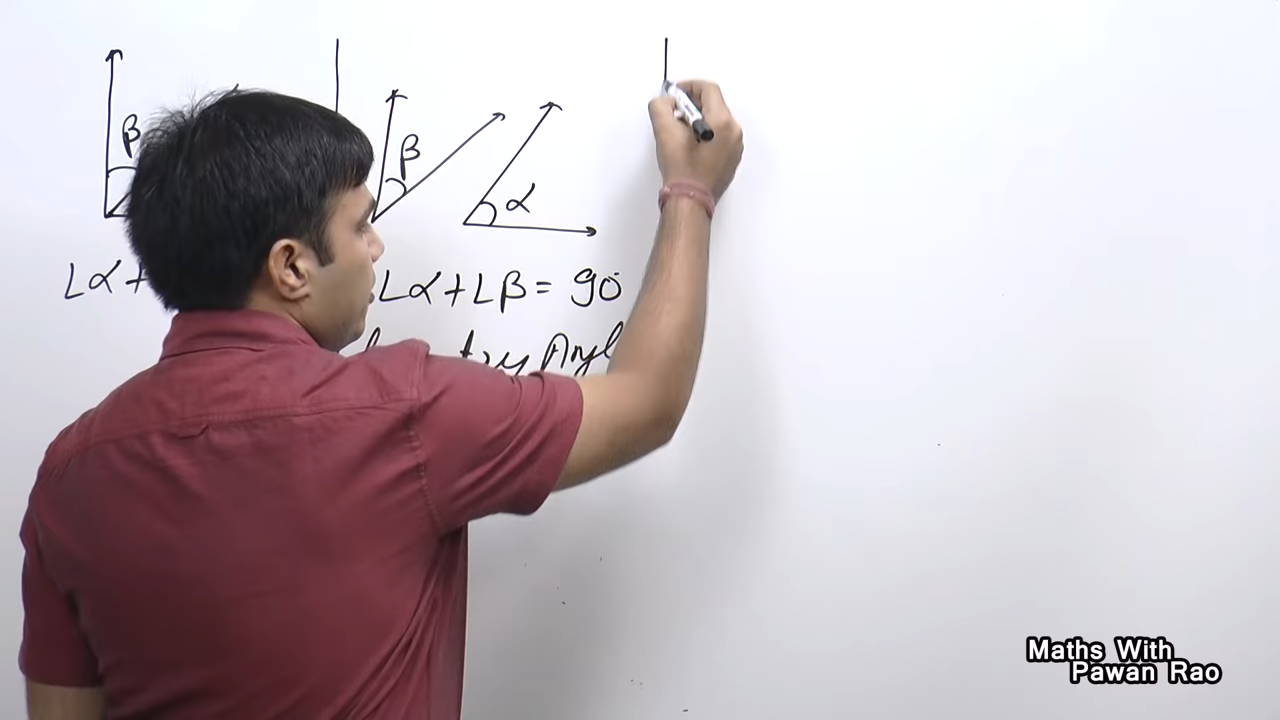 β
β
α
∠α+
∠α+∠β= 90°
Angl
Maths With
Pawan Rao